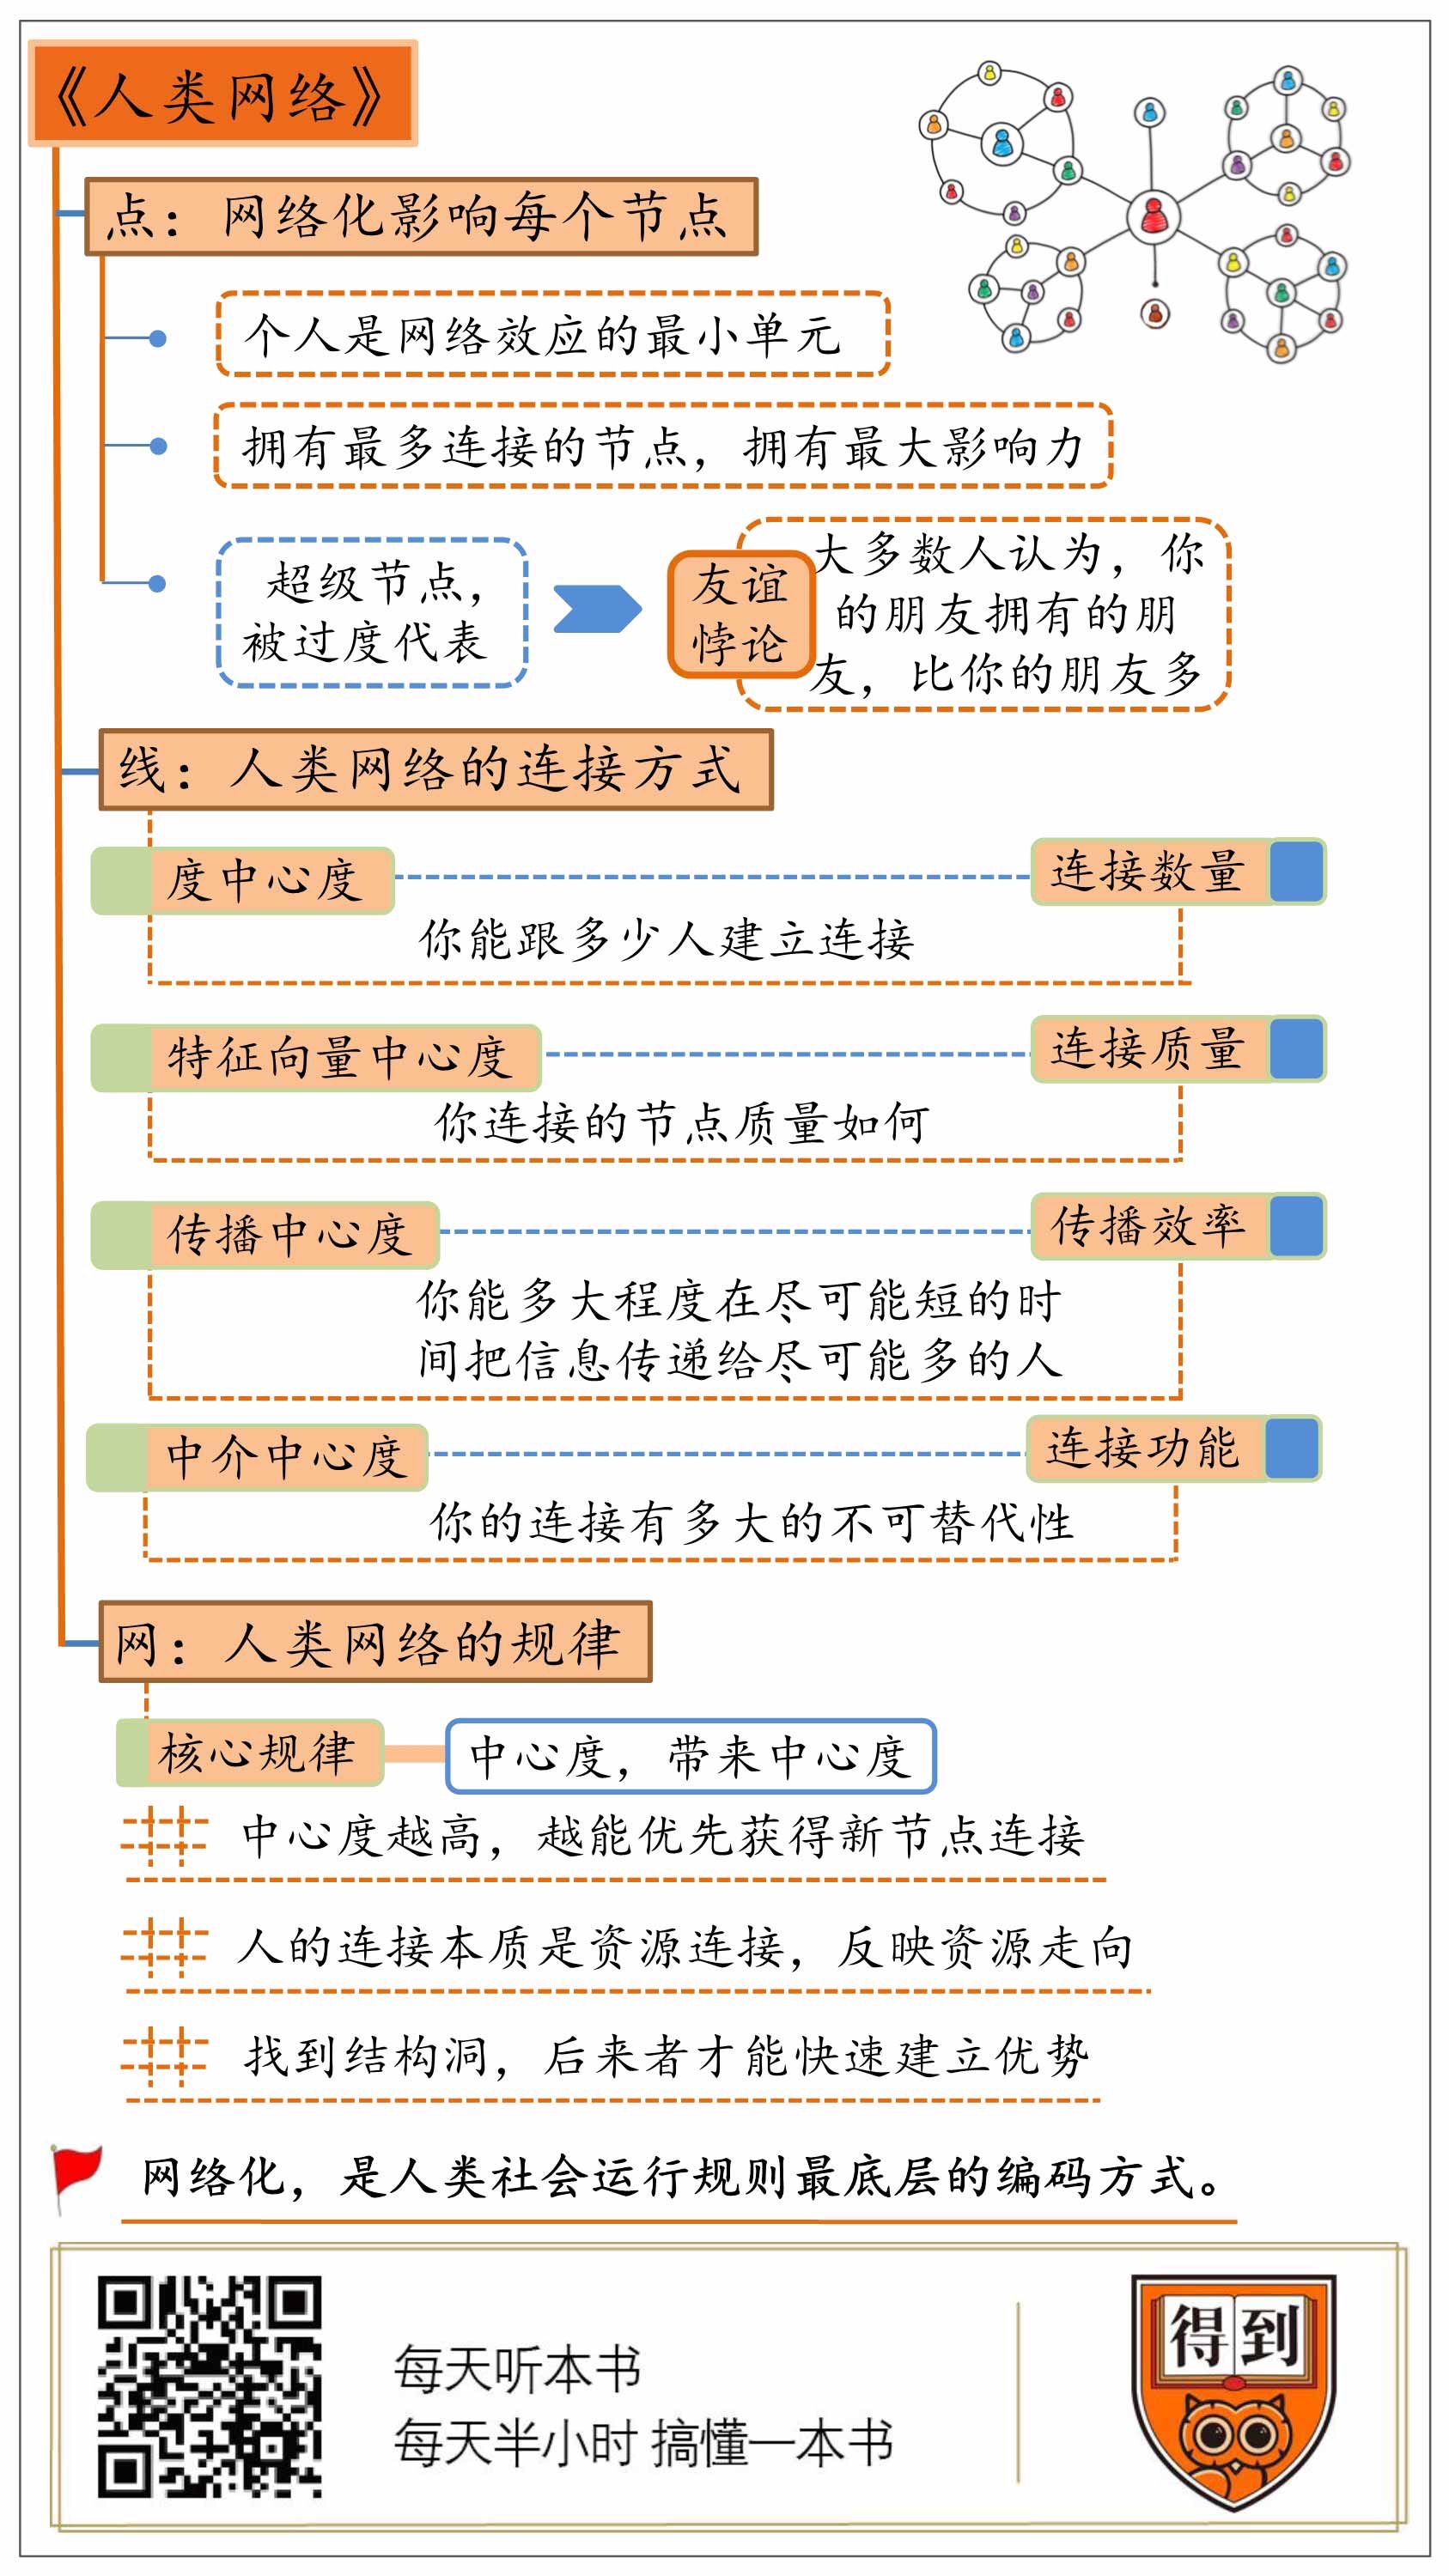 《人类网络》
点：网络化影响每个节点
个人是网络效应的最小单元
拥有最多连接的节点，拥有最大影响力
超级节点，
被过度代表
友谊
悖论
大多数人认为，你
的朋友拥有的朋
友，比你的朋友多
线：人类网络的连接方式
度中心度
连接数量
你能跟多少人建立连接
特征向量中心度
连接质量
你连接的节点质量如何
传播中心度
传播效率
你能多大程度在尽可能短的时
间把信息传递给尽可能多的人
中介中心度
连接功能
你的连接有多大的不可替代性
网：人类网络的规律
核心规律
中心度，带来中心度
中心度越高，越能优先获得新节点连接
人的连接本质是资源连接，反映资源走向
找到结构洞，后来者才能快速建立优势
网络化，是人类社会运行规则最底层的编码方式。
每天听本书
每天半小时 搞懂一本书
得到